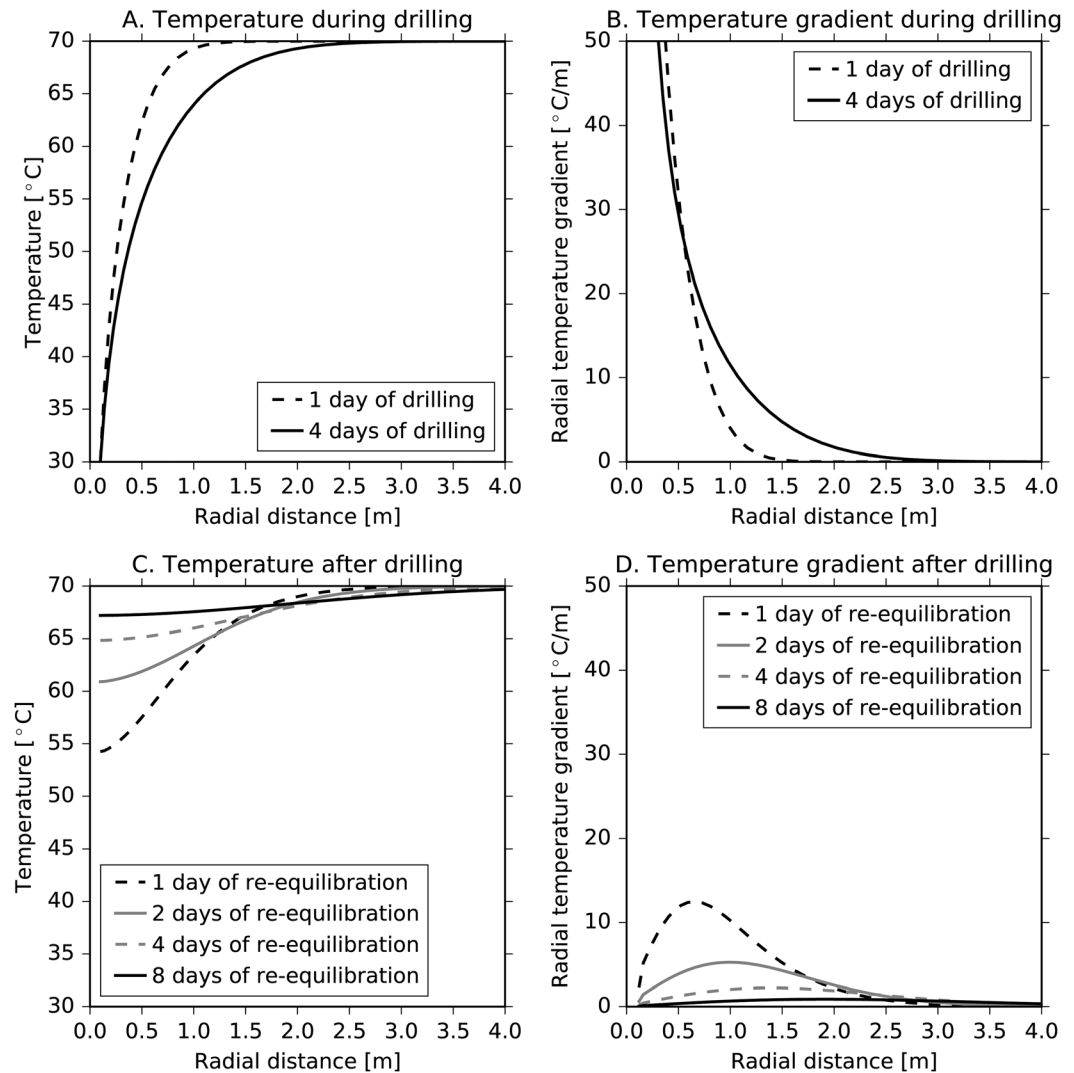 A. Temperature during drilling
70
65
60
55
50
45
40
35
30
Temperature [°C]
1 day of drilling
4 days of drilling
0.0 0.5 1.0 1.5 2.0 2.5 3.0 3.5 4.0
Radial distance [m]
B. Temperature gradient during drilling
50
40
30
20
10
0
Radial temperature gradient [°C/m]
1 day of drilling
4 days of drilling
0.0 0.5 1.0 1.5 2.0 2.5 3.0 3.5 4.0
Radial distance [m]
C. Temperature after drilling
70
65
60
55
50
45
40
35
30
Temperature [°C]
1 day of re-equilibration
2 days of re-equilibration
4 days of re-equilibration
8 days of re-equilibration
0.0 0.5 1.0 1.5 2.0 2.5 3.0 3.5 4.0
Radial distance [m]
D. Temperature gradient after drilling
50
40
30
20
10
0
Radial temperature gradient [°C/m]
1 day of re-equilibration
2 days of re-equilibration
4 days of re-equilibration
8 days of re-equilibration
0.0 0.5 1.0 1.5 2.0 2.5 3.0 3.5 4.0
Radial distance [m]